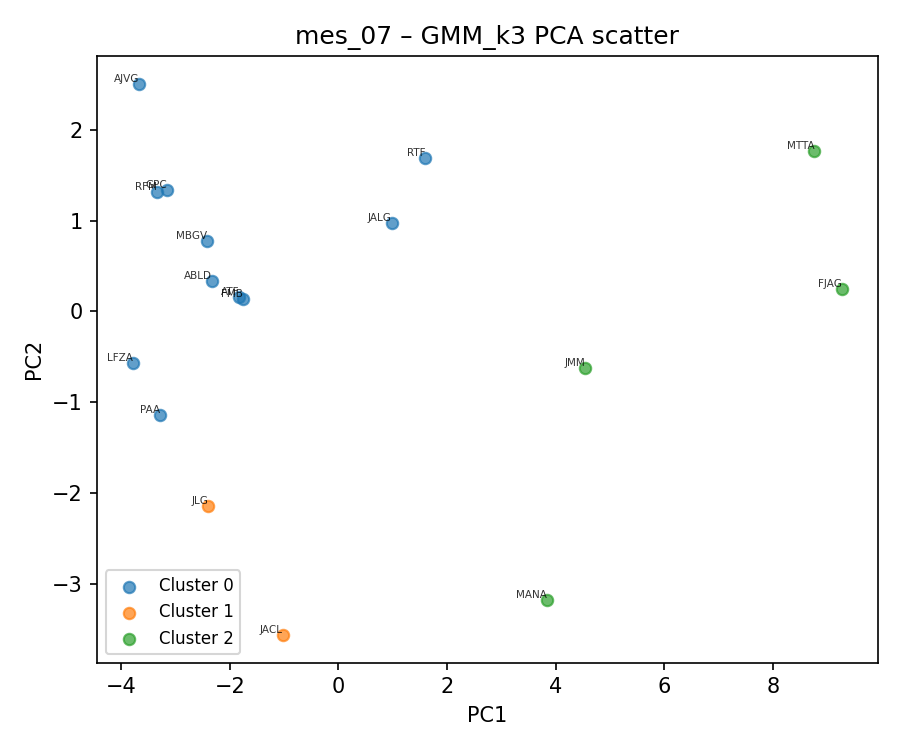 mes_07 – GMM_k3 PCA scatter
AJVG
MTTA
RTF
RFH
JALG
MBGV
ABLD
FJAG
FMB
LFZA
JMM
PAA
JLG
MANA
JACL
2
1
0
−1
−2
−3
PC2
Cluster 0
Cluster 1
Cluster 2
−4
−2
0
2
4
6
8
PC1